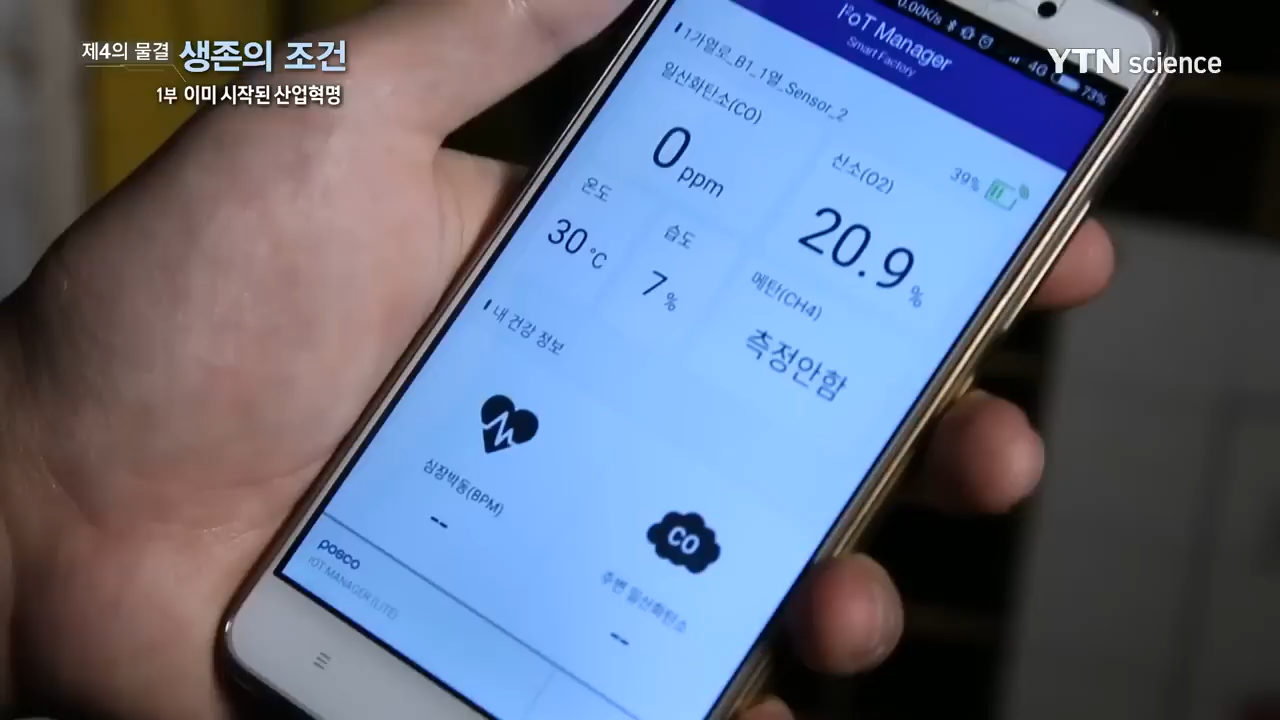 제4의 물결 생존의 조건
1부 이미 시작된 산업혁명
YTN science
0.00K/s
4G
73%
I²oT Manager
Smart Factory
1가열로_B1_1열_Sensor_2
39%
일산화탄소(CO)
0 ppm
산소(O2)
20.9 %
온도
30 °C
습도
7 %
메탄(CH4)
측정안함
내 건강 정보
심장박동(BPM)
--
CO
주변 일산화탄소
--
posco
IOT MANAGER (LITE)